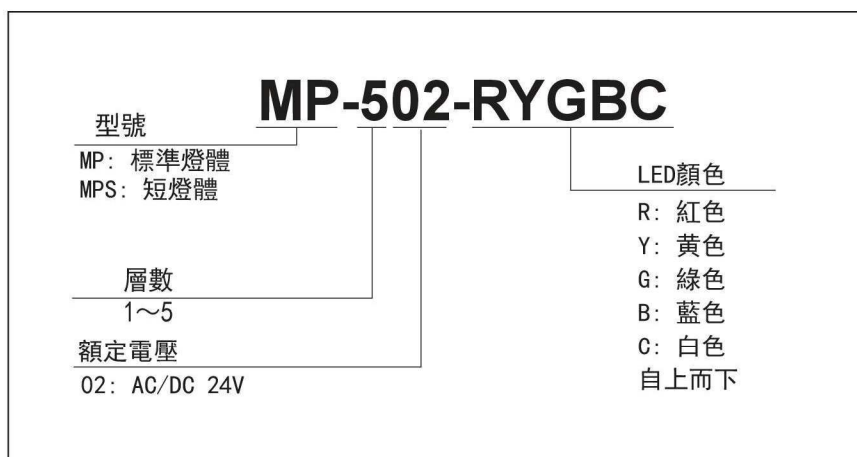 MP-502-RYGBC
型號
MP: 標準燈體
MPS: 短燈體
層數
1～5
額定電壓
02: AC/DC 24V
LED顏色
R: 紅色
Y: 黄色
G: 綠色
B: 藍色
C: 白色
自上而下